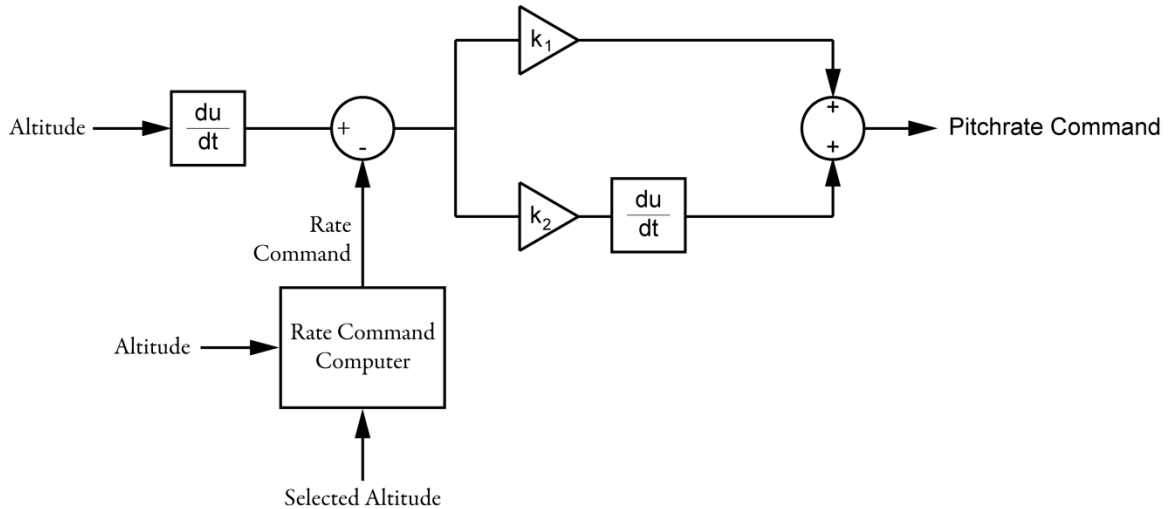 k₁
Altitude
du
dt
+
-
+
+
Pitchrate Command
Rate
Command
k₂
du
dt
Altitude
Rate Command
Computer
Selected Altitude